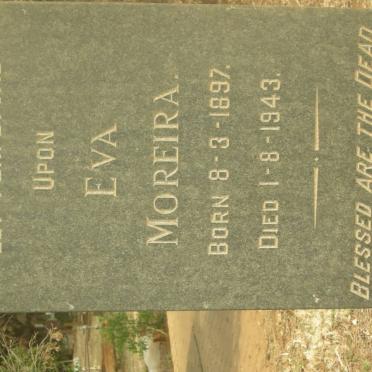 UPON
EVA
MOREIRA.
BORN 8-3-1897.
DIED 1-8-1943.
BLESSED ARE THE DEAD